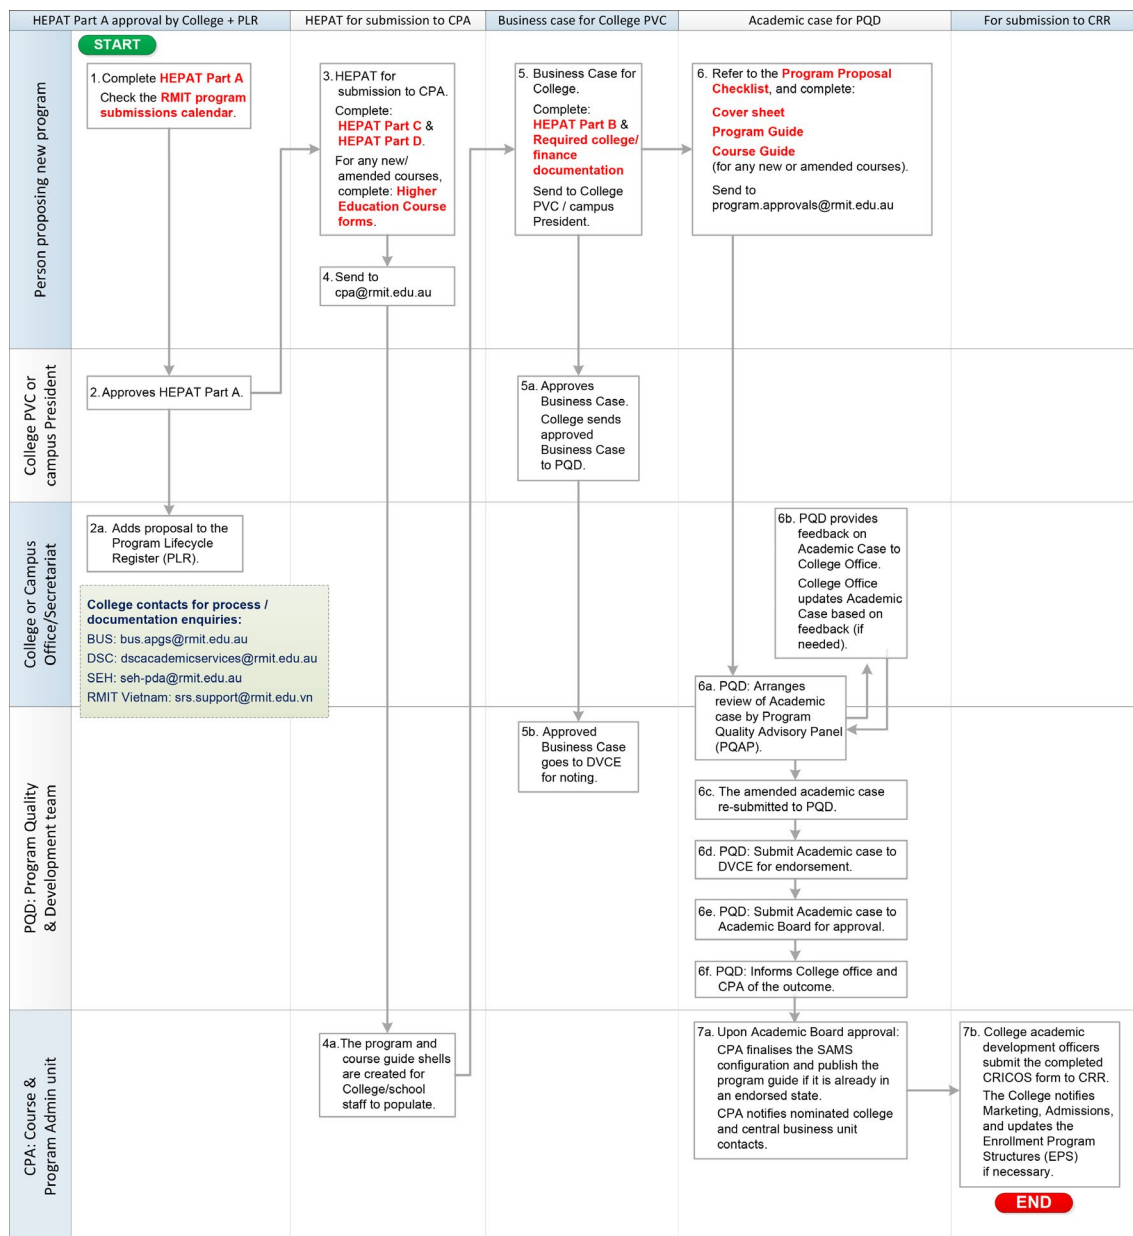 HEPAT Part A approval by College + PLR
HEPAT for submission to CPA
Business case for College PVC
Academic case for PQD
For submission to CRR
Person proposing new program
START
1. Complete HEPAT Part A
Check the RMIT program
submissions calendar.
3. HEPAT for
submission to CPA.
Complete:
HEPAT Part C &
HEPAT Part D.
For any new/
amended courses,
complete: Higher
Education Course
forms.
4. Send to
cpa@rmit.edu.au
5. Business Case for
College.
Complete:
HEPAT Part B &
Required college/
finance
documentation
Send to College
PVC / campus
President.
6. Refer to the Program Proposal
Checklist, and complete:
Cover sheet
Program Guide
Course Guide
(for any new or amended courses).
Send to
program.approvals@rmit.edu.au
College PVC or
campus President
2. Approves HEPAT Part A.
5a. Approves
Business Case.
College sends
approved
Business Case
to PQD.
College or Campus
Office/Secretariat
2a. Adds proposal to the
Program Lifecycle
Register (PLR).
College contacts for process /
documentation enquiries:
BUS: bus.apgs@rmit.edu.au
DSC: dscacademicservices@rmit.edu.au
SEH: seh-pda@rmit.edu.au
RMIT Vietnam: srs.support@rmit.edu.vn
6b. PQD provides
feedback on
Academic Case to
College Office.
College Office
updates Academic
Case based on
feedback (if
needed).
PQD: Program Quality
& Development team
5b. Approved
Business Case
goes to DVCE
for noting.
6a. PQD: Arranges
review of Academic
case by Program
Quality Advisory Panel
(PQAP).
6c. The amended academic case
re-submitted to PQD.
6d. PQD: Submit Academic case to
DVCE for endorsement.
6e. PQD: Submit Academic case to
Academic Board for approval.
6f. PQD: Informs College office and
CPA of the outcome.
CPA: Course &
Program Admin unit
4a. The program and
course guide shells
are created for
College/school
staff to populate.
7a. Upon Academic Board approval:
CPA finalises the SAMS
configuration and publish the
program guide if it is already in
an endorsed state.
CPA notifies nominated college
and central business unit
contacts.
7b. College academic
development officers
submit the completed
CRICOS form to CRR.
The College notifies
Marketing, Admissions,
and updates the
Enrollment Program
Structures (EPS)
if necessary.
END